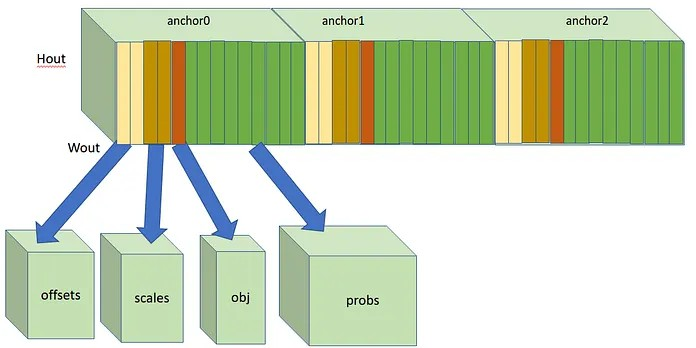 anchor0
anchor1
anchor2
Hout
Wout
offsets
scales
obj
probs